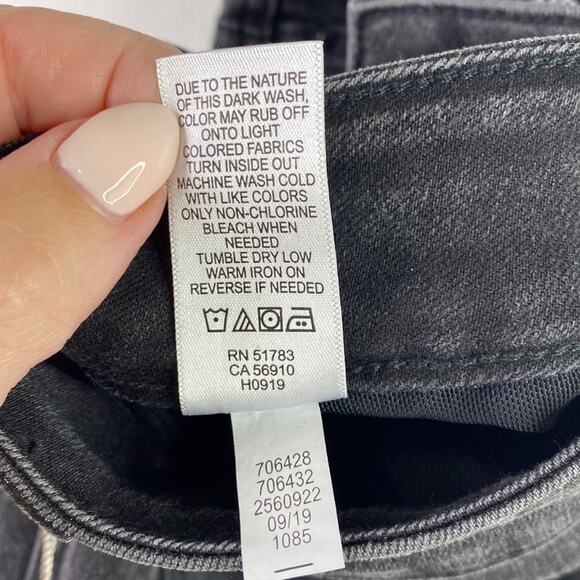 DUE TO THE NATURE
OF THIS DARK WASH,
COLOR MAY RUB OFF
ONTO LIGHT
COLORED FABRICS
TURN INSIDE OUT
MACHINE WASH COLD
WITH LIKE COLORS
ONLY NON-CHLORINE
BLEACH WHEN
NEEDED
TUMBLE DRY LOW
WARM IRON ON
REVERSE IF NEEDED
RN 51783
CA 56910
H0919
706428
706432
2560922
09/19
1085